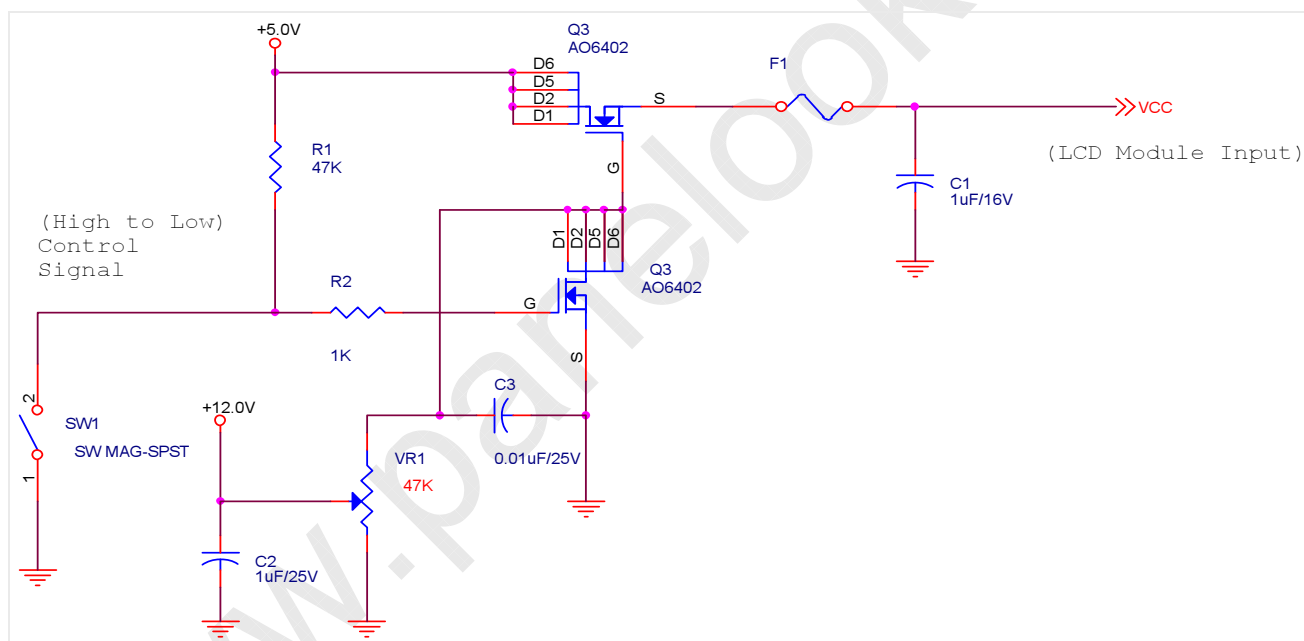 +5.0V
Q3
AO6402
D6
D5
D2
D1
S
G
F1
VCC
(LCD Module Input)
R1
47K
C1
1uF/16V
(High to Low)
Control
Signal
D1
D2
D5
D6
Q3
AO6402
R2
1K
G
S
2
SW1
SW MAG-SPST
1
+12.0V
C3
0.01uF/25V
VR1
47K
C2
1uF/25V
w.panelook